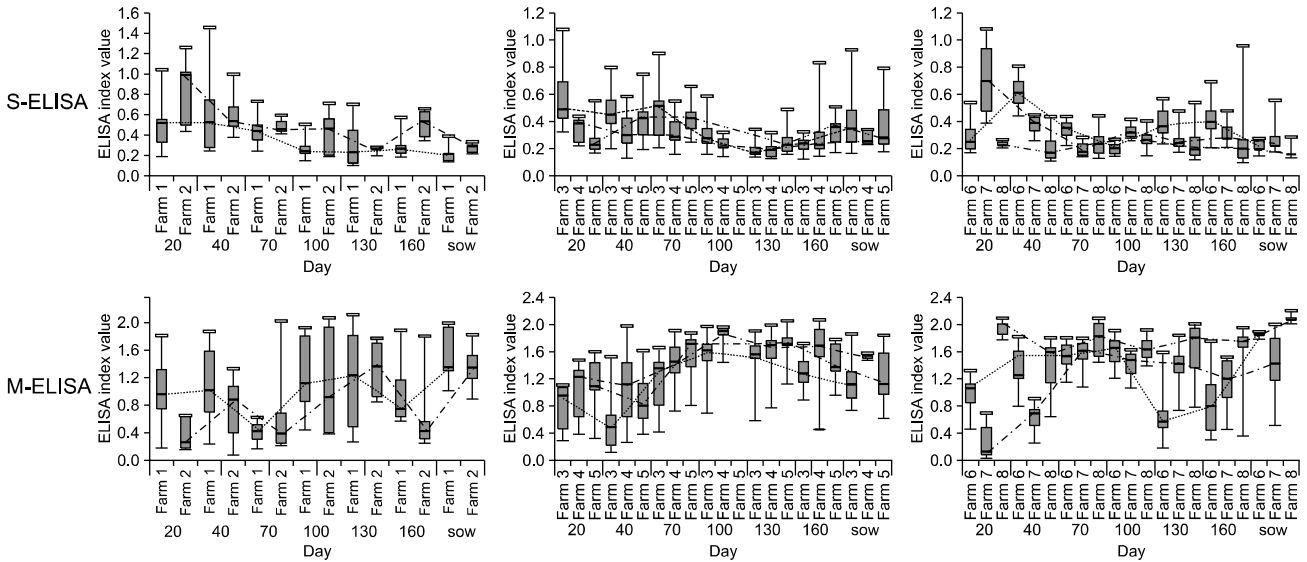 S-ELISA
ELISA index value
1.6
1.4
1.2
1.0
0.8
0.6
0.4
0.2
0.0
Farm 1 Farm 2 Farm 1 Farm 2 Farm 1 Farm 2 Farm 1 Farm 2 Farm 1 Farm 2 Farm 1 Farm 2 Farm 1 Farm 2
20 40 70 100 130 160 sow
Day
ELISA index value
1.2
1.0
0.8
0.6
0.4
0.2
0.0
Farm 3 Farm 4 Farm 5 Farm 3 Farm 4 Farm 5 Farm 3 Farm 4 Farm 5 Farm 3 Farm 4 Farm 5 Farm 3 Farm 4 Farm 5 Farm 3 Farm 4 Farm 5 Farm 3 Farm 4 Farm 5
20 40 70 100 130 160 sow
Day
ELISA index value
1.2
1.0
0.8
0.6
0.4
0.2
0.0
Farm 6 Farm 7 Farm 8 Farm 6 Farm 7 Farm 8 Farm 6 Farm 7 Farm 8 Farm 6 Farm 7 Farm 8 Farm 6 Farm 7 Farm 8 Farm 6 Farm 7 Farm 8 Farm 6 Farm 7 Farm 8
20 40 70 100 130 160 sow
Day
M-ELISA
ELISA index value
2.0
1.6
1.2
0.8
0.4
0.0
Farm 1 Farm 2 Farm 1 Farm 2 Farm 1 Farm 2 Farm 1 Farm 2 Farm 1 Farm 2 Farm 1 Farm 2 Farm 1 Farm 2
20 40 70 100 130 160 sow
Day
ELISA index value
2.4
2.0
1.6
1.2
0.8
0.4
0.0
Farm 3 Farm 4 Farm 5 Farm 3 Farm 4 Farm 5 Farm 3 Farm 4 Farm 5 Farm 3 Farm 4 Farm 5 Farm 3 Farm 4 Farm 5 Farm 3 Farm 4 Farm 5 Farm 3 Farm 4 Farm 5
20 40 70 100 130 160 sow
Day
ELISA index value
2.4
2.0
1.6
1.2
0.8
0.4
0.0
Farm 6 Farm 7 Farm 8 Farm 6 Farm 7 Farm 8 Farm 6 Farm 7 Farm 8 Farm 6 Farm 7 Farm 8 Farm 6 Farm 7 Farm 8 Farm 6 Farm 7 Farm 8 Farm 6 Farm 7 Farm 8
20 40 70 100 130 160 sow
Day